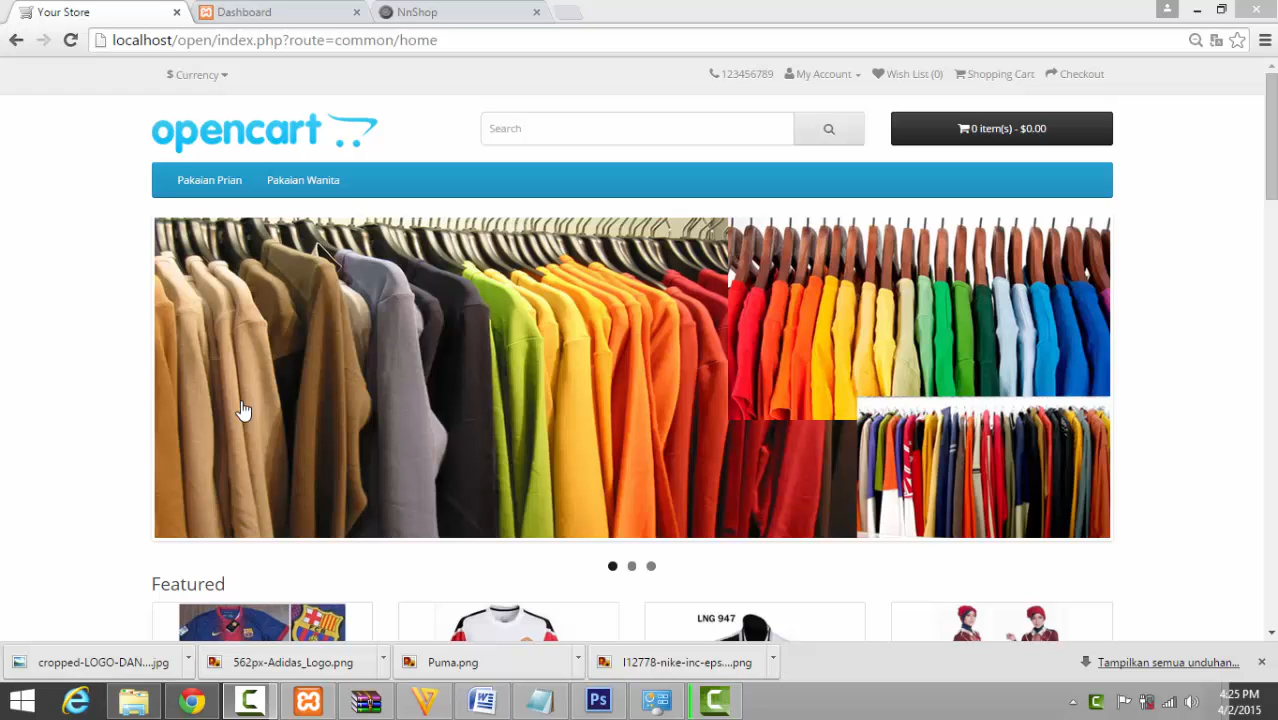 Your Store
Dashboard
NnShop
localhost/open/index.php?route=common/home
$ Currency
123456789
My Account
Wish List (0)
Shopping Cart
Checkout
opencart
Search
0 item(s) - $0.00
Pakaian Prian
Pakaian Wanita
Featured
LNG 947
cropped-LOGO-DAN....jpg
562px-Adidas_Logo.png
Puma.png
l12778-nike-inc-eps....png
Tampilkan semua unduhan...
4:25 PM
4/2/2015